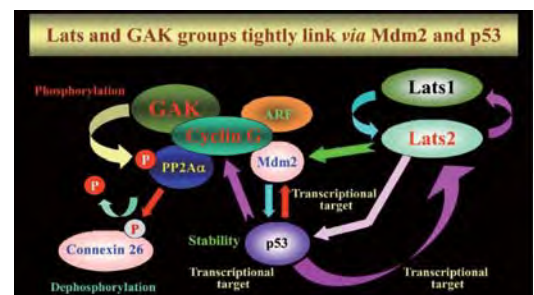 Lats and GAK groups tightly link via Mdm2 and p53
Phosphorylation
GAK
ARF
Cyclin G
Lats1
Lats2
P
PP2Aα
Mdm2
P
P
Connexin 26
Dephosphorylation
Transcriptional
target
Stability
p53
Transcriptional
target
Transcriptional
target